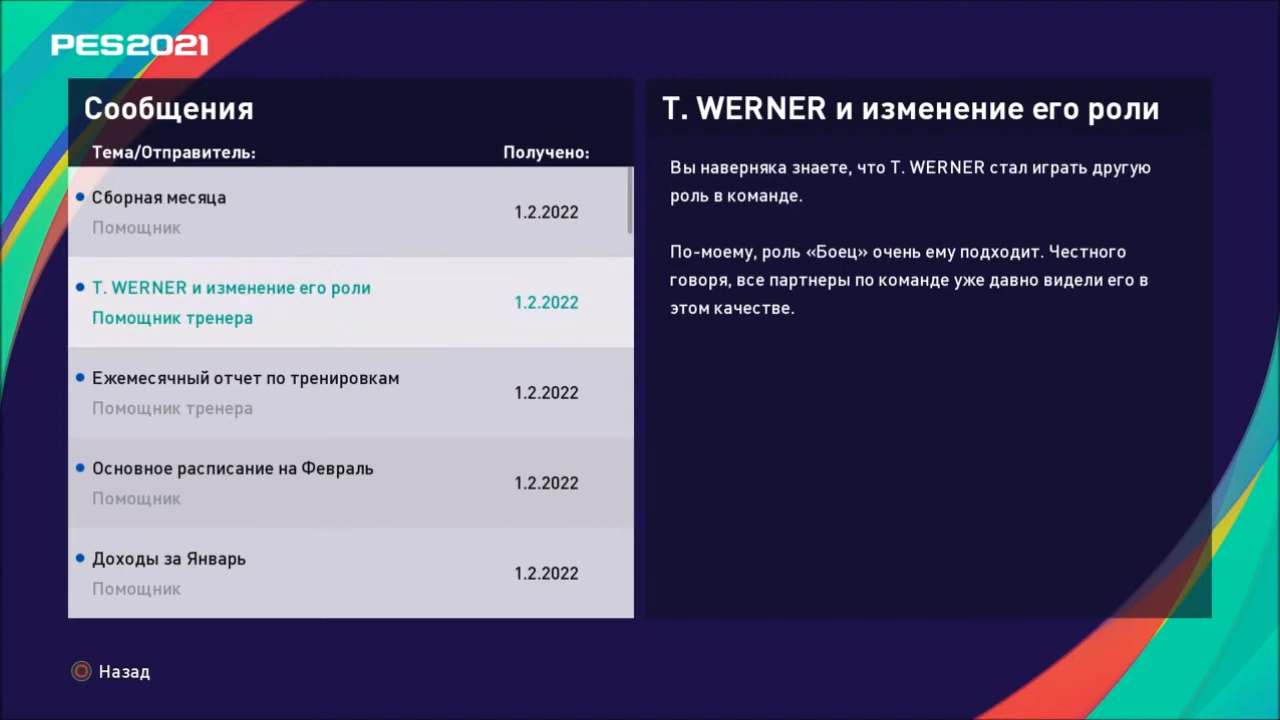 PES2021
Сообщения
Тема/Отправитель: Получено:
Сборная месяца
Помощник
1.2.2022
T. WERNER и изменение его роли
Помощник тренера
1.2.2022
Ежемесячный отчет по тренировкам
Помощник тренера
1.2.2022
Основное расписание на Февраль
Помощник
1.2.2022
Доходы за Январь
Помощник
1.2.2022
T. WERNER и изменение его роли
Вы наверняка знаете, что T. WERNER стал играть другую
роль в команде.
По-моему, роль «Боец» очень ему подходит. Честного
говоря, все партнеры по команде уже давно видели его в
этом качестве.
Назад